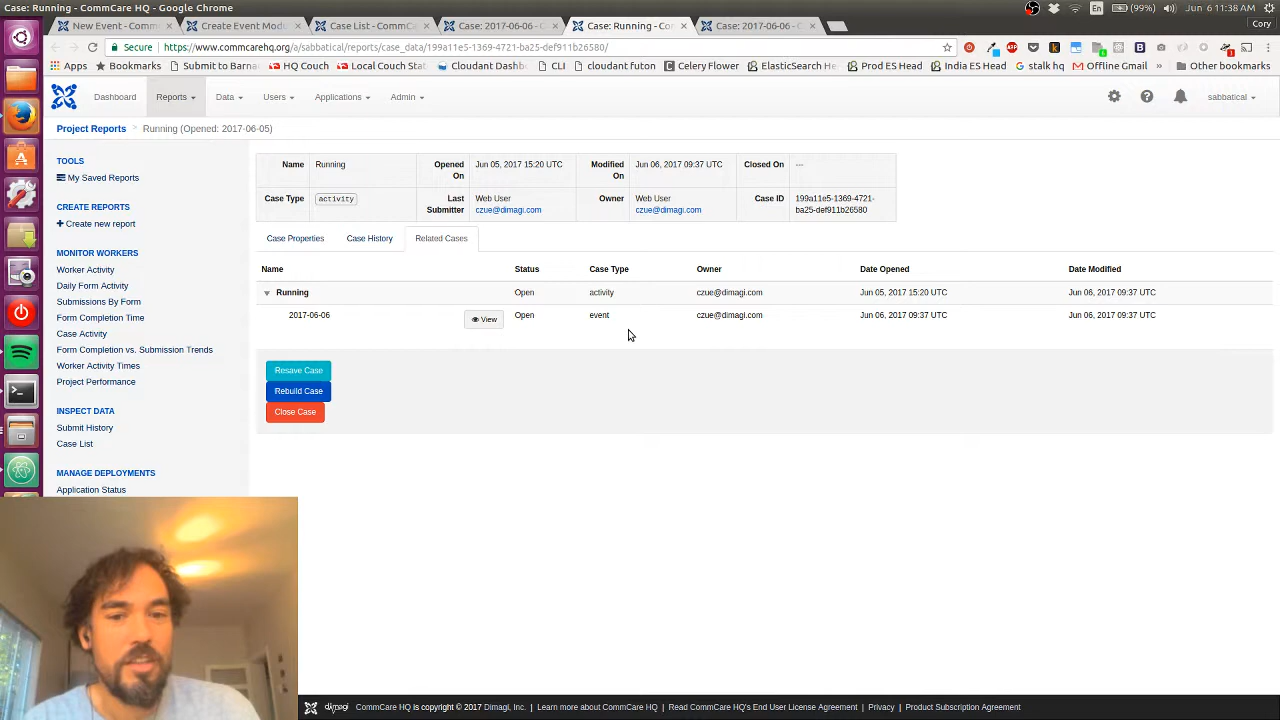 Case: Running - CommCare HQ - Google Chrome
En (99%) Jun 6, 11:38 AM
New Event - Comm
Create Event Modu
Case List - CommC
Case: 2017-06-06 - C
Case: Running - Co
Case: 2017-06-06 - C
Cory
Secure https://www.commcarehq.org/a/sabbatical/reports/case_data/199a11e5-1369-4721-ba25-def911b26580/
Apps Bookmarks Submit to Barna HQ Couch Local Couch Stat Cloudant Dashb CLI cloudant futon Celery Flower ElasticSearch He Prod ES Head India ES Head stalk hq Offline Gmail » Other bookmarks
Dashboard Reports Data Users Applications Admin sabbatical
Project Reports > Running (Opened: 2017-06-05)
TOOLS
My Saved Reports
CREATE REPORTS
+ Create new report
MONITOR WORKERS
Worker Activity
Daily Form Activity
Submissions By Form
Form Completion Time
Case Activity
Form Completion vs. Submission Trends
Worker Activity Times
Project Performance
INSPECT DATA
Submit History
Case List
MANAGE DEPLOYMENTS
Application Status
Name Running Opened On Jun 05, 2017 15:20 UTC Modified On Jun 06, 2017 09:37 UTC Closed On ---
Case Type activity Last Submitter Web User czue@dimagi.com Owner Web User czue@dimagi.com Case ID 199a11e5-1369-4721-ba25-def911b26580
Case Properties Case History Related Cases
Name Status Case Type Owner Date Opened Date Modified
Running Open activity czue@dimagi.com Jun 05, 2017 15:20 UTC Jun 06, 2017 09:37 UTC
2017-06-06 View Open event czue@dimagi.com Jun 06, 2017 09:37 UTC Jun 06, 2017 09:37 UTC
Resave Case
Rebuild Case
Close Case
dimagi CommCare HQ is copyright © 2017 Dimagi, Inc. | Learn more about CommCare HQ | Read CommCare HQ's End User License Agreement | Privacy | Product Subscription Agreement